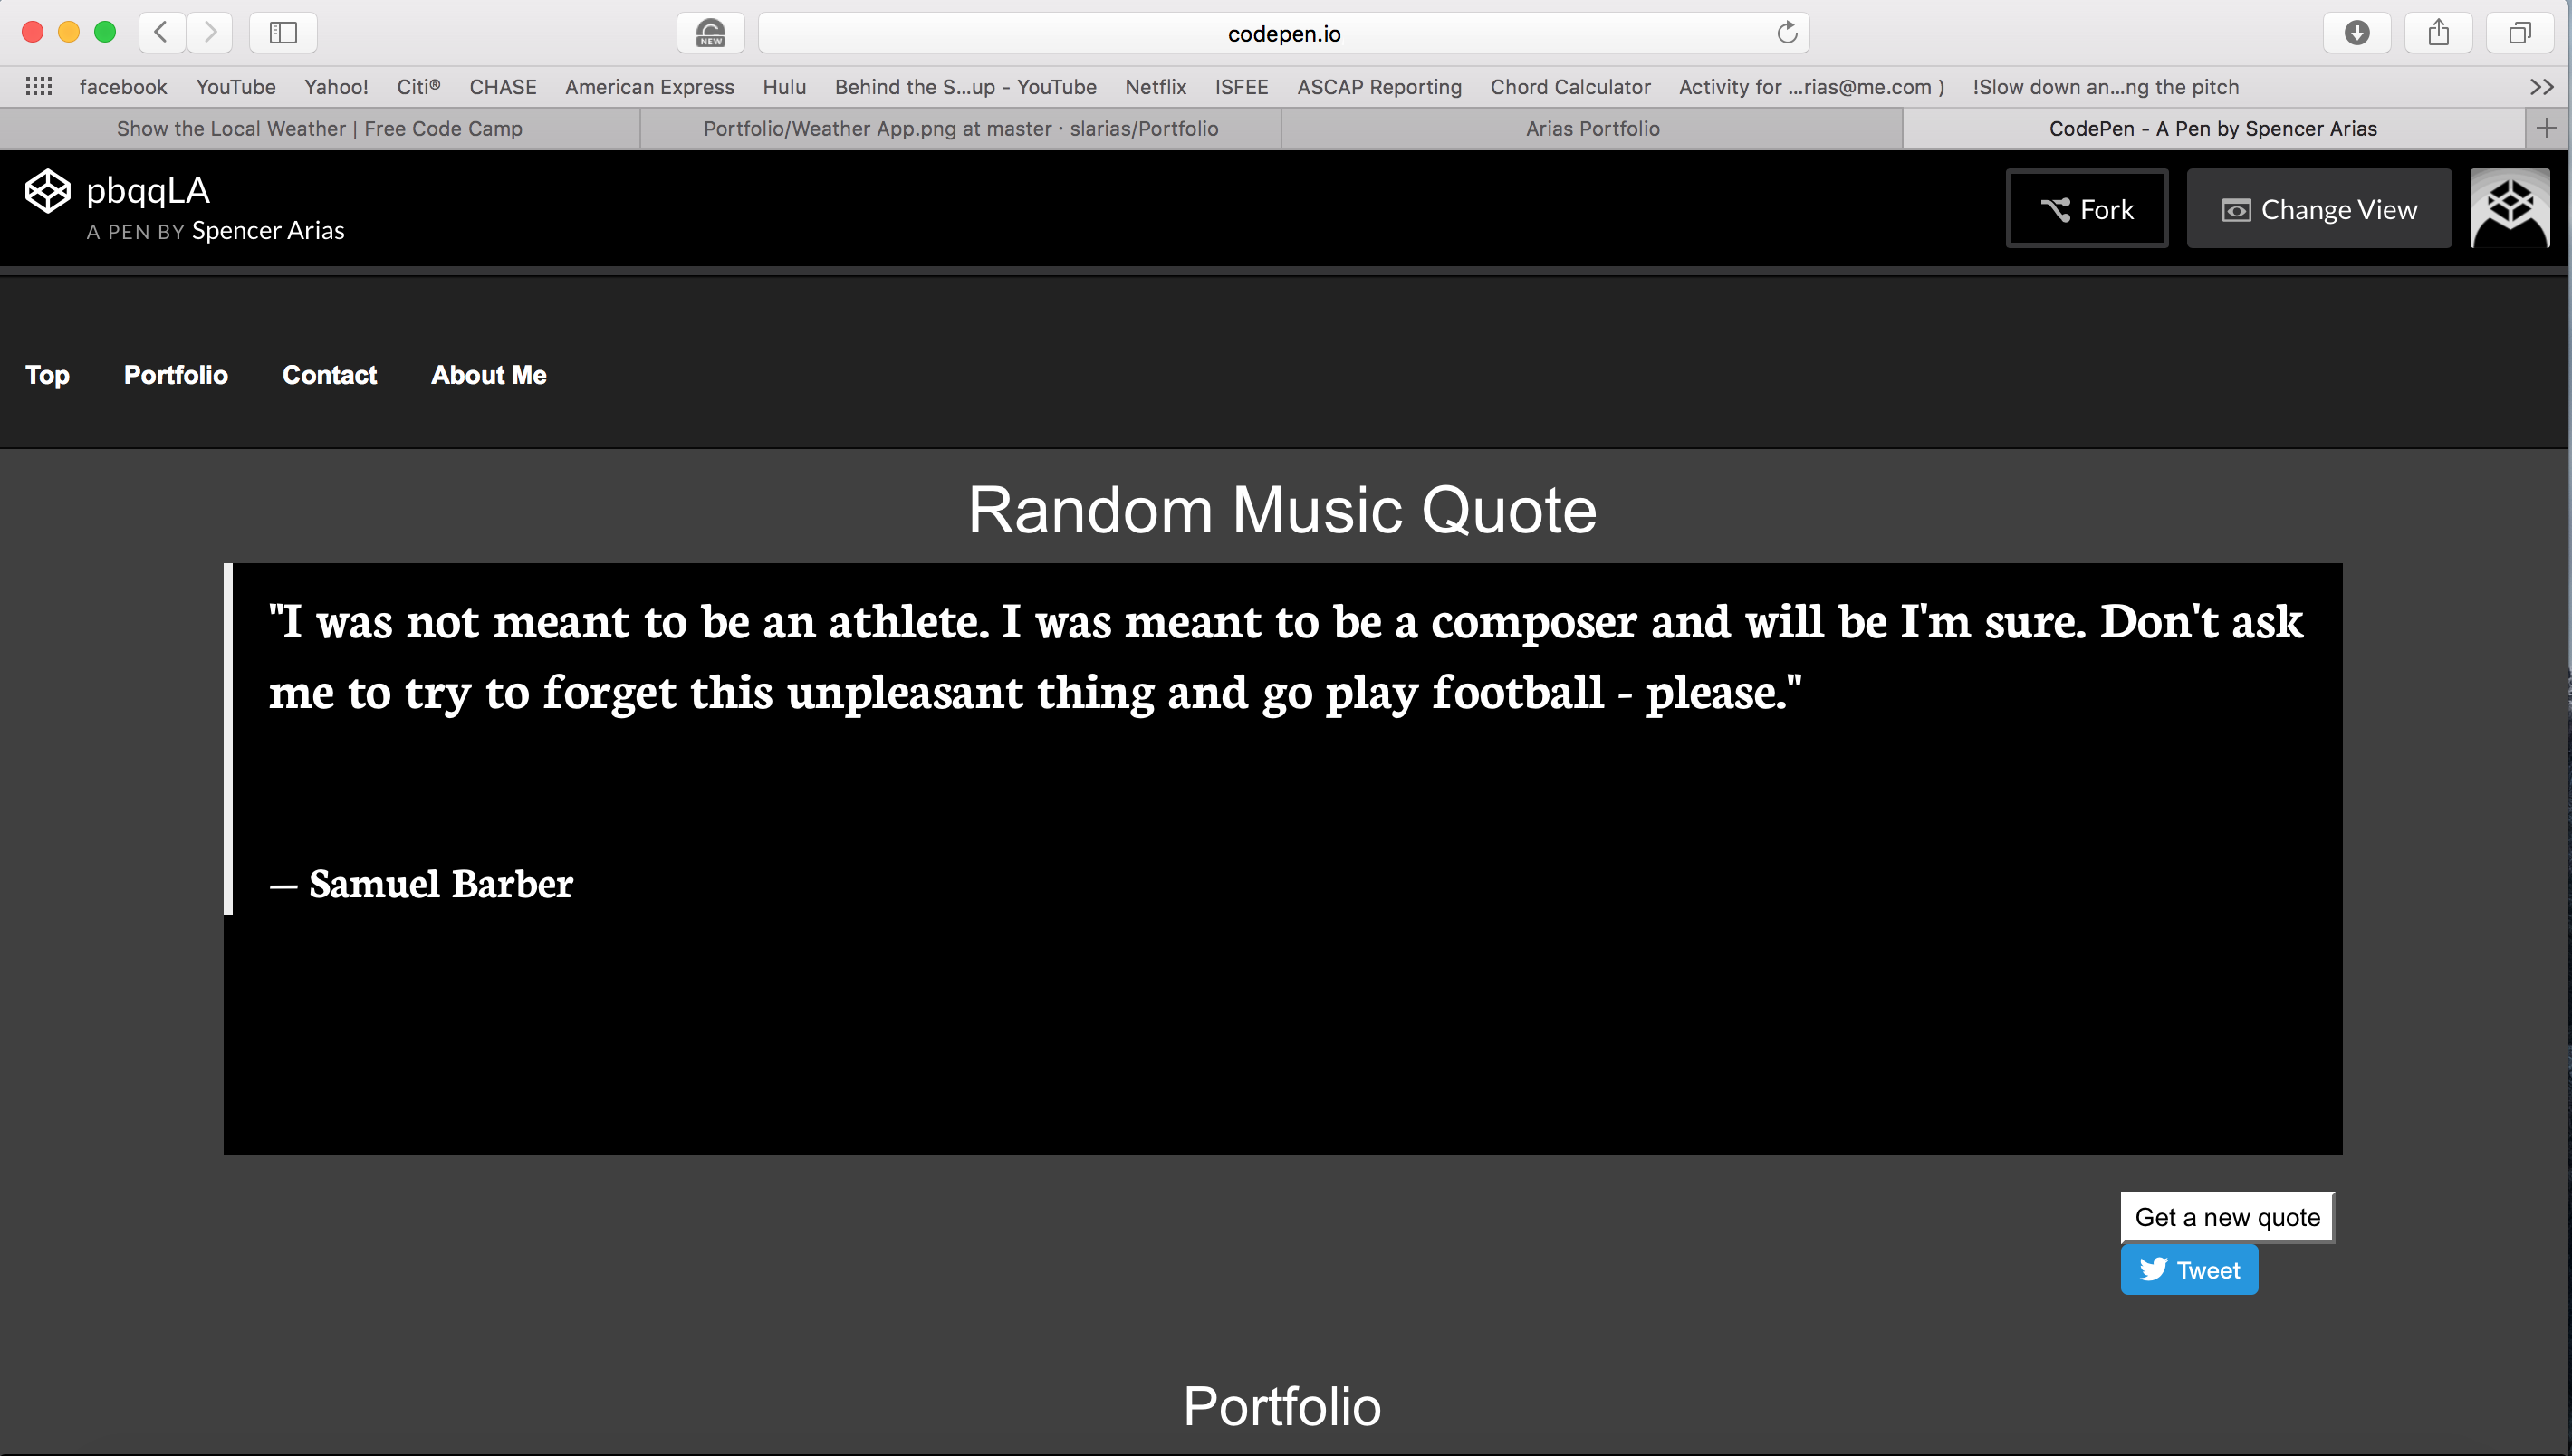 NEW
codepen.io
facebook YouTube Yahoo! Citi® CHASE American Express Hulu Behind the S...up - YouTube Netflix ISFEE ASCAP Reporting Chord Calculator Activity for ...rias@me.com ) !Slow down an...ng the pitch
Show the Local Weather | Free Code Camp Portfolio/Weather App.png at master · slarias/Portfolio Arias Portfolio CodePen - A Pen by Spencer Arias
pbqqLA
A PEN BY Spencer Arias
Fork Change View
Top Portfolio Contact About Me
Random Music Quote
"I was not meant to be an athlete. I was meant to be a composer and will be I'm sure. Don't ask
me to try to forget this unpleasant thing and go play football - please."
— Samuel Barber
Get a new quote
Tweet
Portfolio